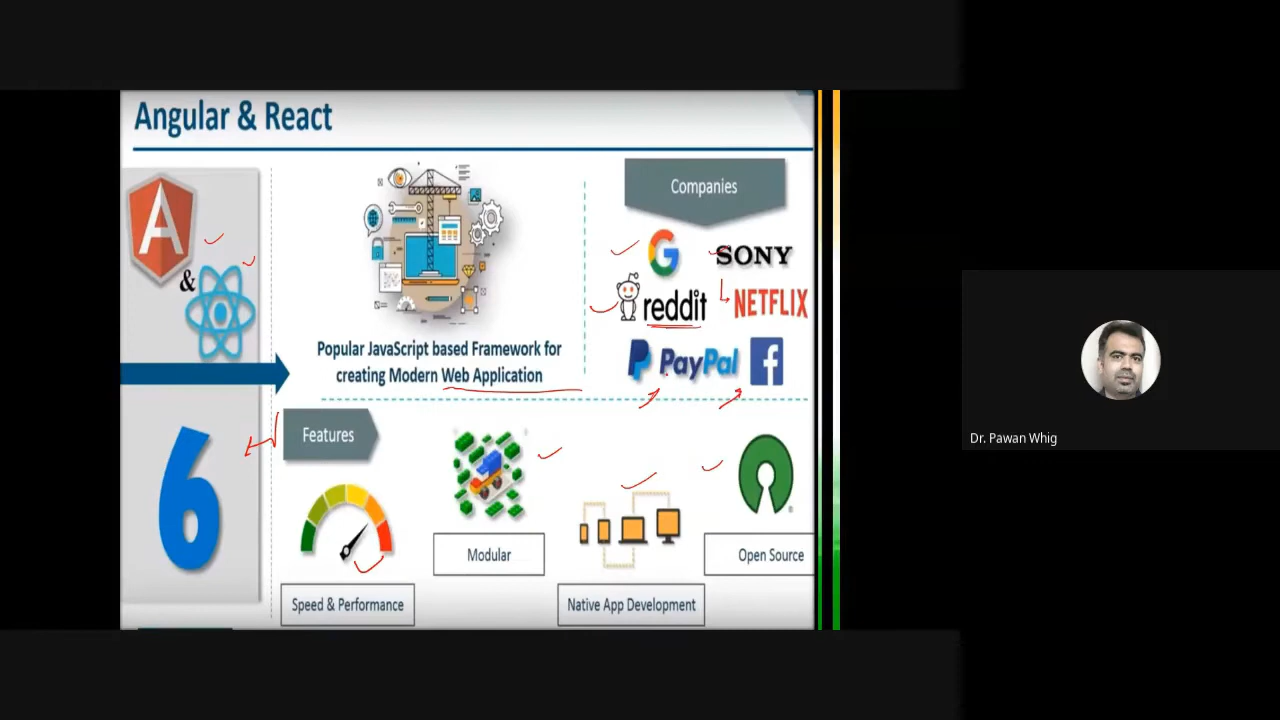 Angular & React
A
&
6
Popular JavaScript based Framework for
creating Modern Web Application
Companies
G
SONY
reddit
NETFLIX
PayPal
f
Features
Speed & Performance
Modular
Native App Development
Open Source
Dr. Pawan Whig